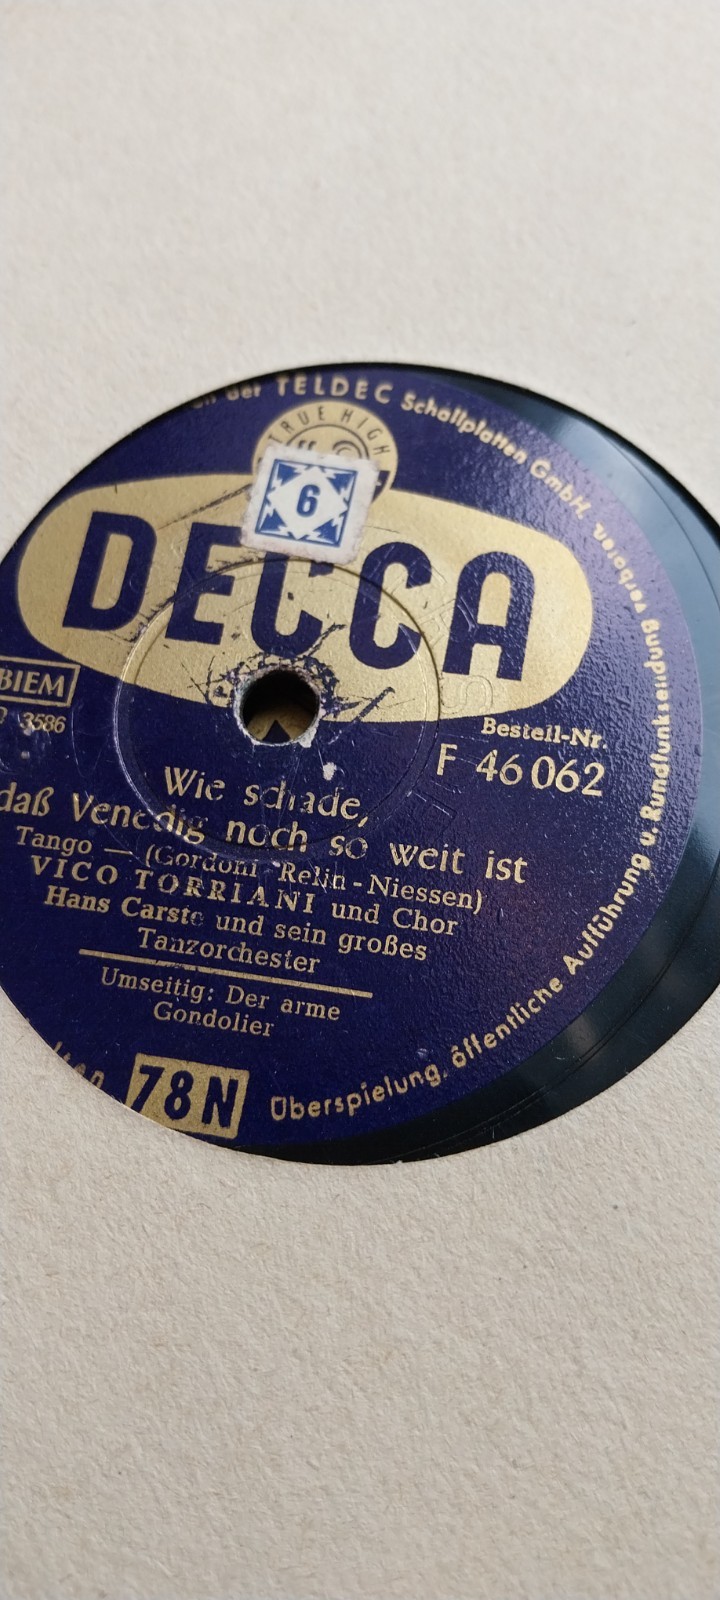 der TELDEC Schallplatten GmbH.
TRUE HIGH
6
DECCA
BIEM
3586
Bestell-Nr.
F 46 062
Wie schade,
daß Venedig noch so weit ist
Tango — (Gordoni - Relin - Niessen)
VICO TORRIANI und Chor
Hans Carste und sein großes
Tanzorchester
Umseitig: Der arme
Gondolier
78 N
Überspielung, öffentliche Aufführung u. Rundfunksendung verboten.